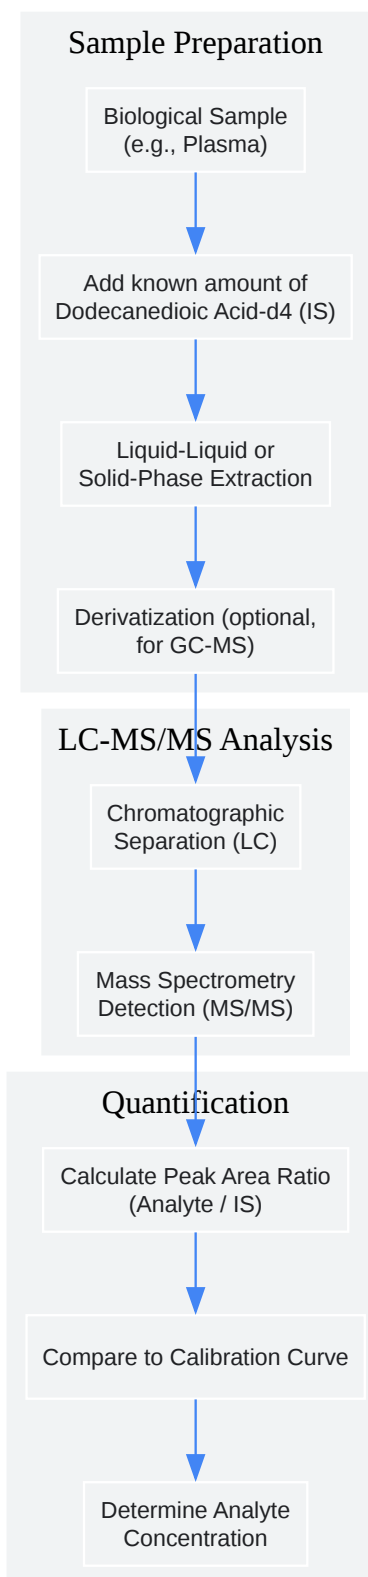 Sample Preparation
Biological Sample
(e.g., Plasma)
Add known amount of
Dodecanedioic Acid-d4 (IS)
Liquid-Liquid or
Solid-Phase Extraction
Derivatization (optional,
for GC-MS)
LC-MS/MS Analysis
Chromatographic
Separation (LC)
Mass Spectrometry
Detection (MS/MS)
Quantification
Calculate Peak Area Ratio
(Analyte / IS)
Compare to Calibration Curve
Determine Analyte
Concentration